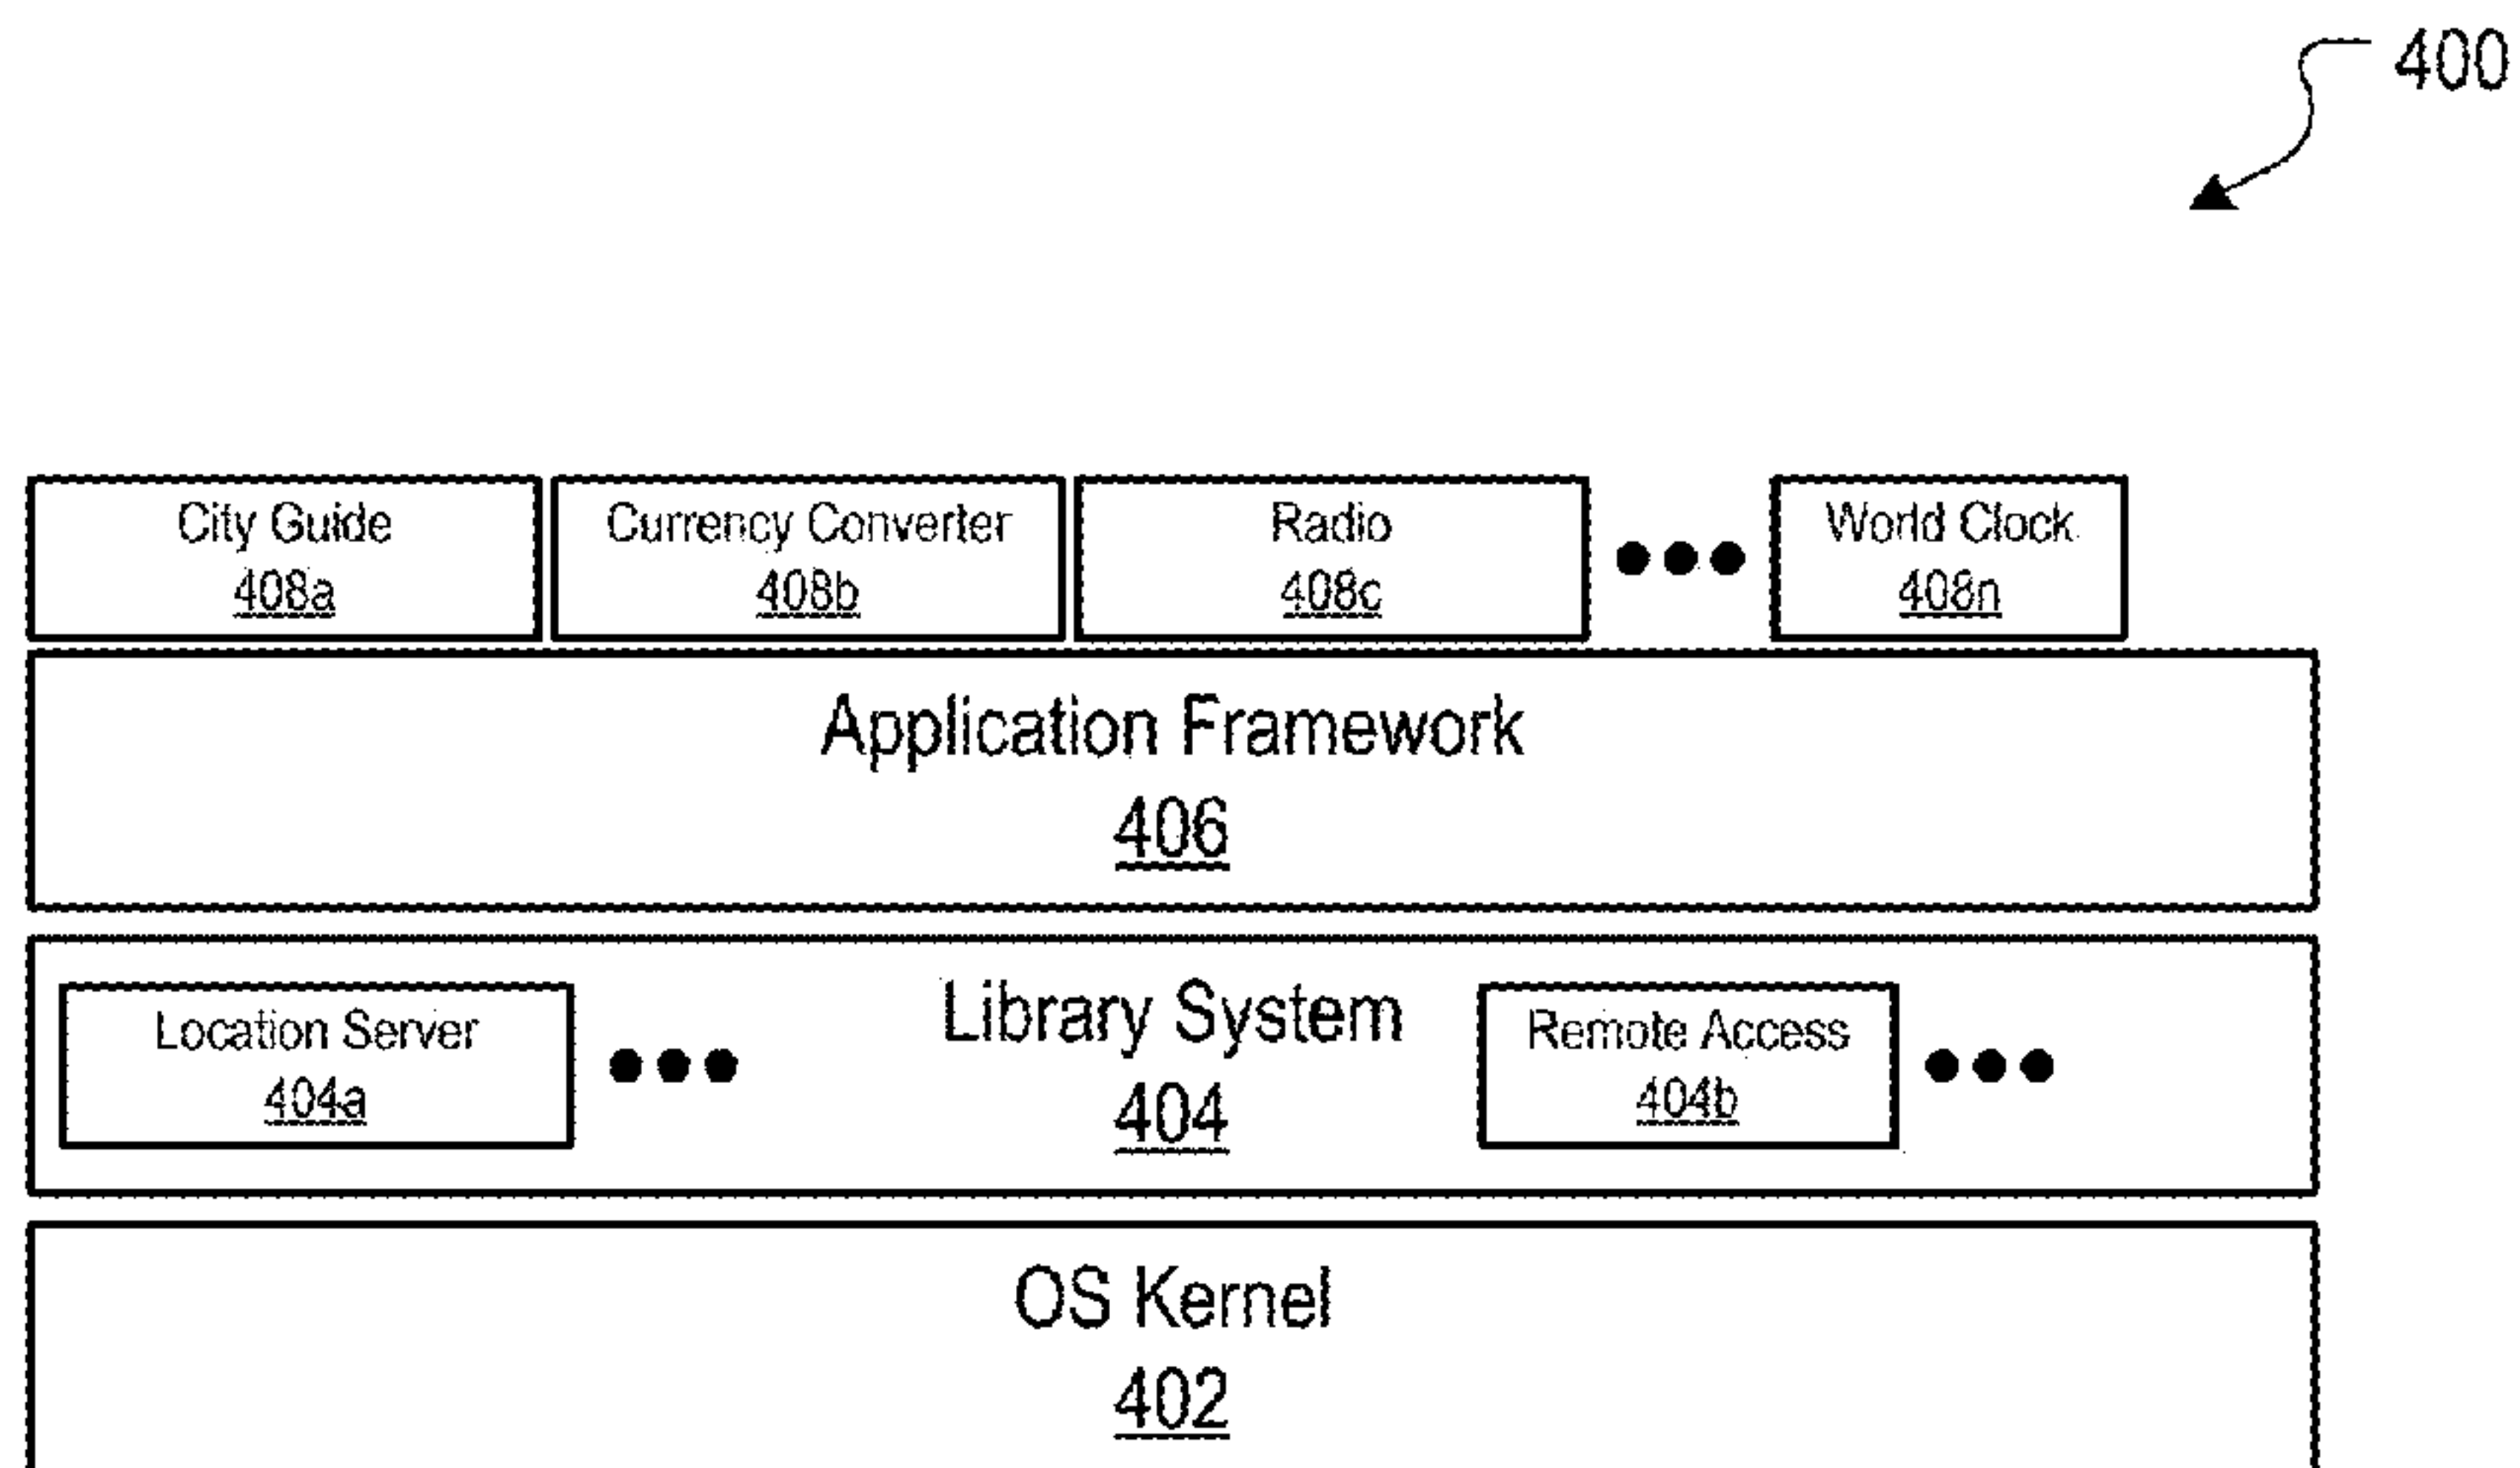 400
City Guide
408a
Currency Converter
408b
Radio
408c
World Clock
408n
Application Framework
406
Location Server
404a
Library System
404
Remote Access
404b
OS Kernel
402